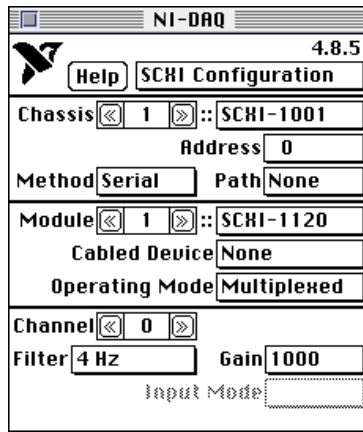 NI-DAQ
4.8.5
Help SCXI Configuration
Chassis « 1 » :: SCXI-1001
Address 0
Method Serial Path None
Module « 1 » :: SCXI-1120
Cabled Device None
Operating Mode Multiplexed
Channel « 0 »
Filter 4 Hz Gain 1000
Input Mode